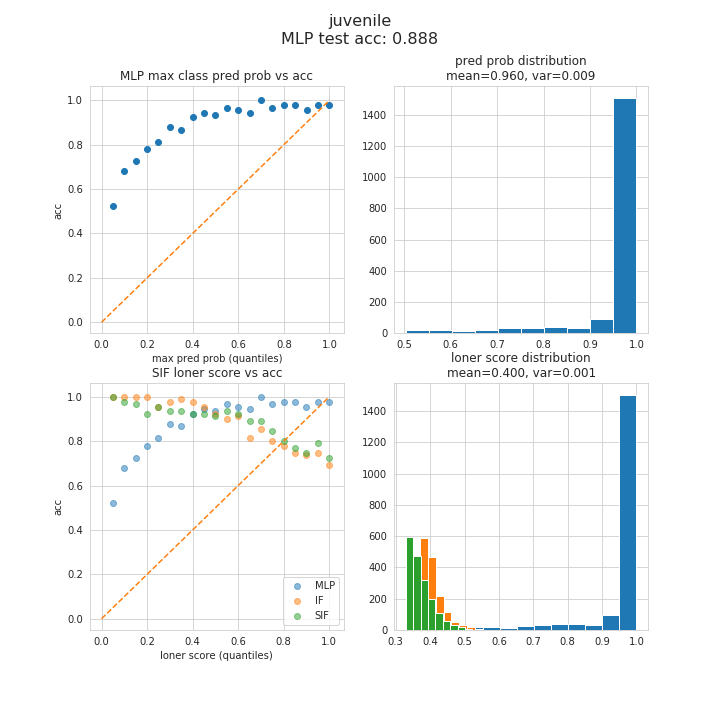 juvenile
MLP test acc: 0.888
MLP max class pred prob vs acc
1.0
0.8
0.6
0.4
0.2
0.0
acc
0.0 0.2 0.4 0.6 0.8 1.0
max pred prob (quantiles)
pred prob distribution
mean=0.960, var=0.009
1400
1200
1000
800
600
400
200
0
0.5 0.6 0.7 0.8 0.9 1.0
SIF loner score vs acc
1.0
0.8
0.6
0.4
0.2
0.0
acc
MLP
IF
SIF
0.0 0.2 0.4 0.6 0.8 1.0
loner score (quantiles)
loner score distribution
mean=0.400, var=0.001
1400
1200
1000
800
600
400
200
0
0.3 0.4 0.5 0.6 0.7 0.8 0.9 1.0